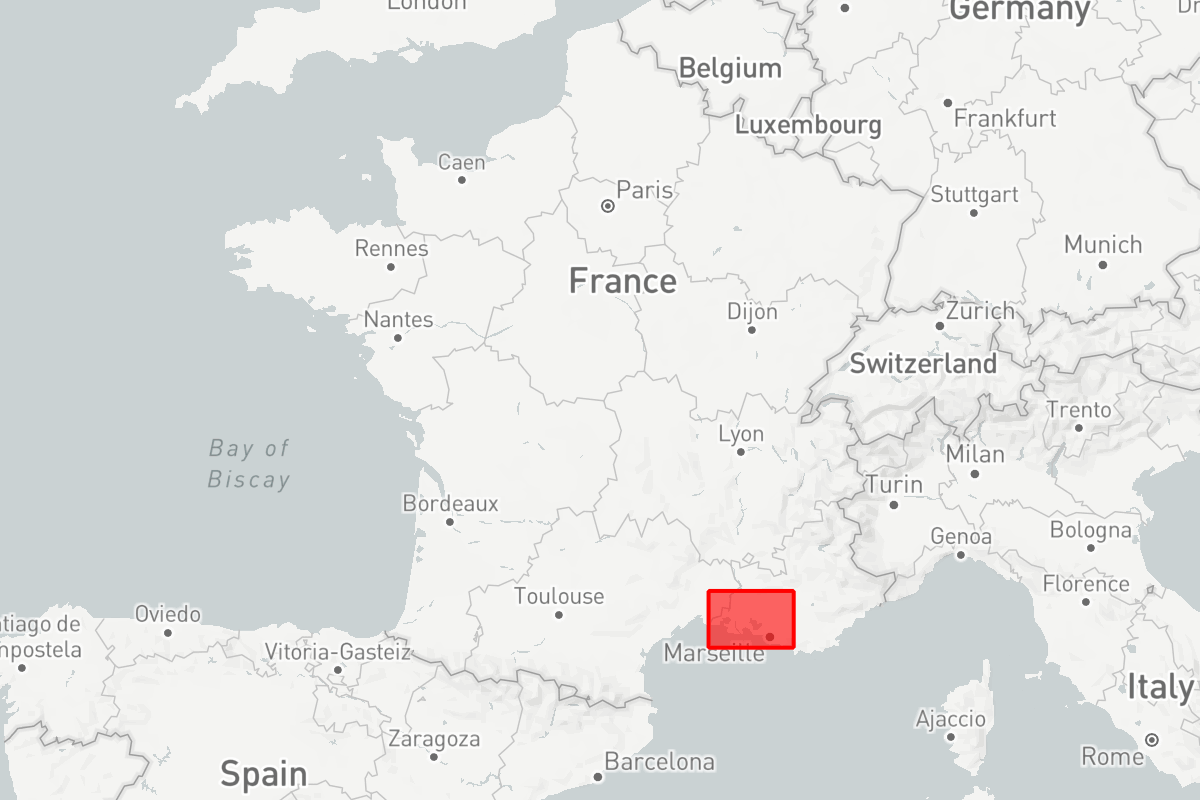 London
Germany
Belgium
Luxembourg
Frankfurt
Caen
Paris
Stuttgart
Rennes
Munich
France
Nantes
Dijon
Zurich
Switzerland
Trento
Lyon
Bay of
Biscay
Milan
Turin
Bordeaux
Genoa
Bologna
Florence
Toulouse
Oviedo
tiago de
mpostela
Vitoria-Gasteiz
Marseille
Italy
Ajaccio
Zaragoza
Rome
Barcelona
Spain